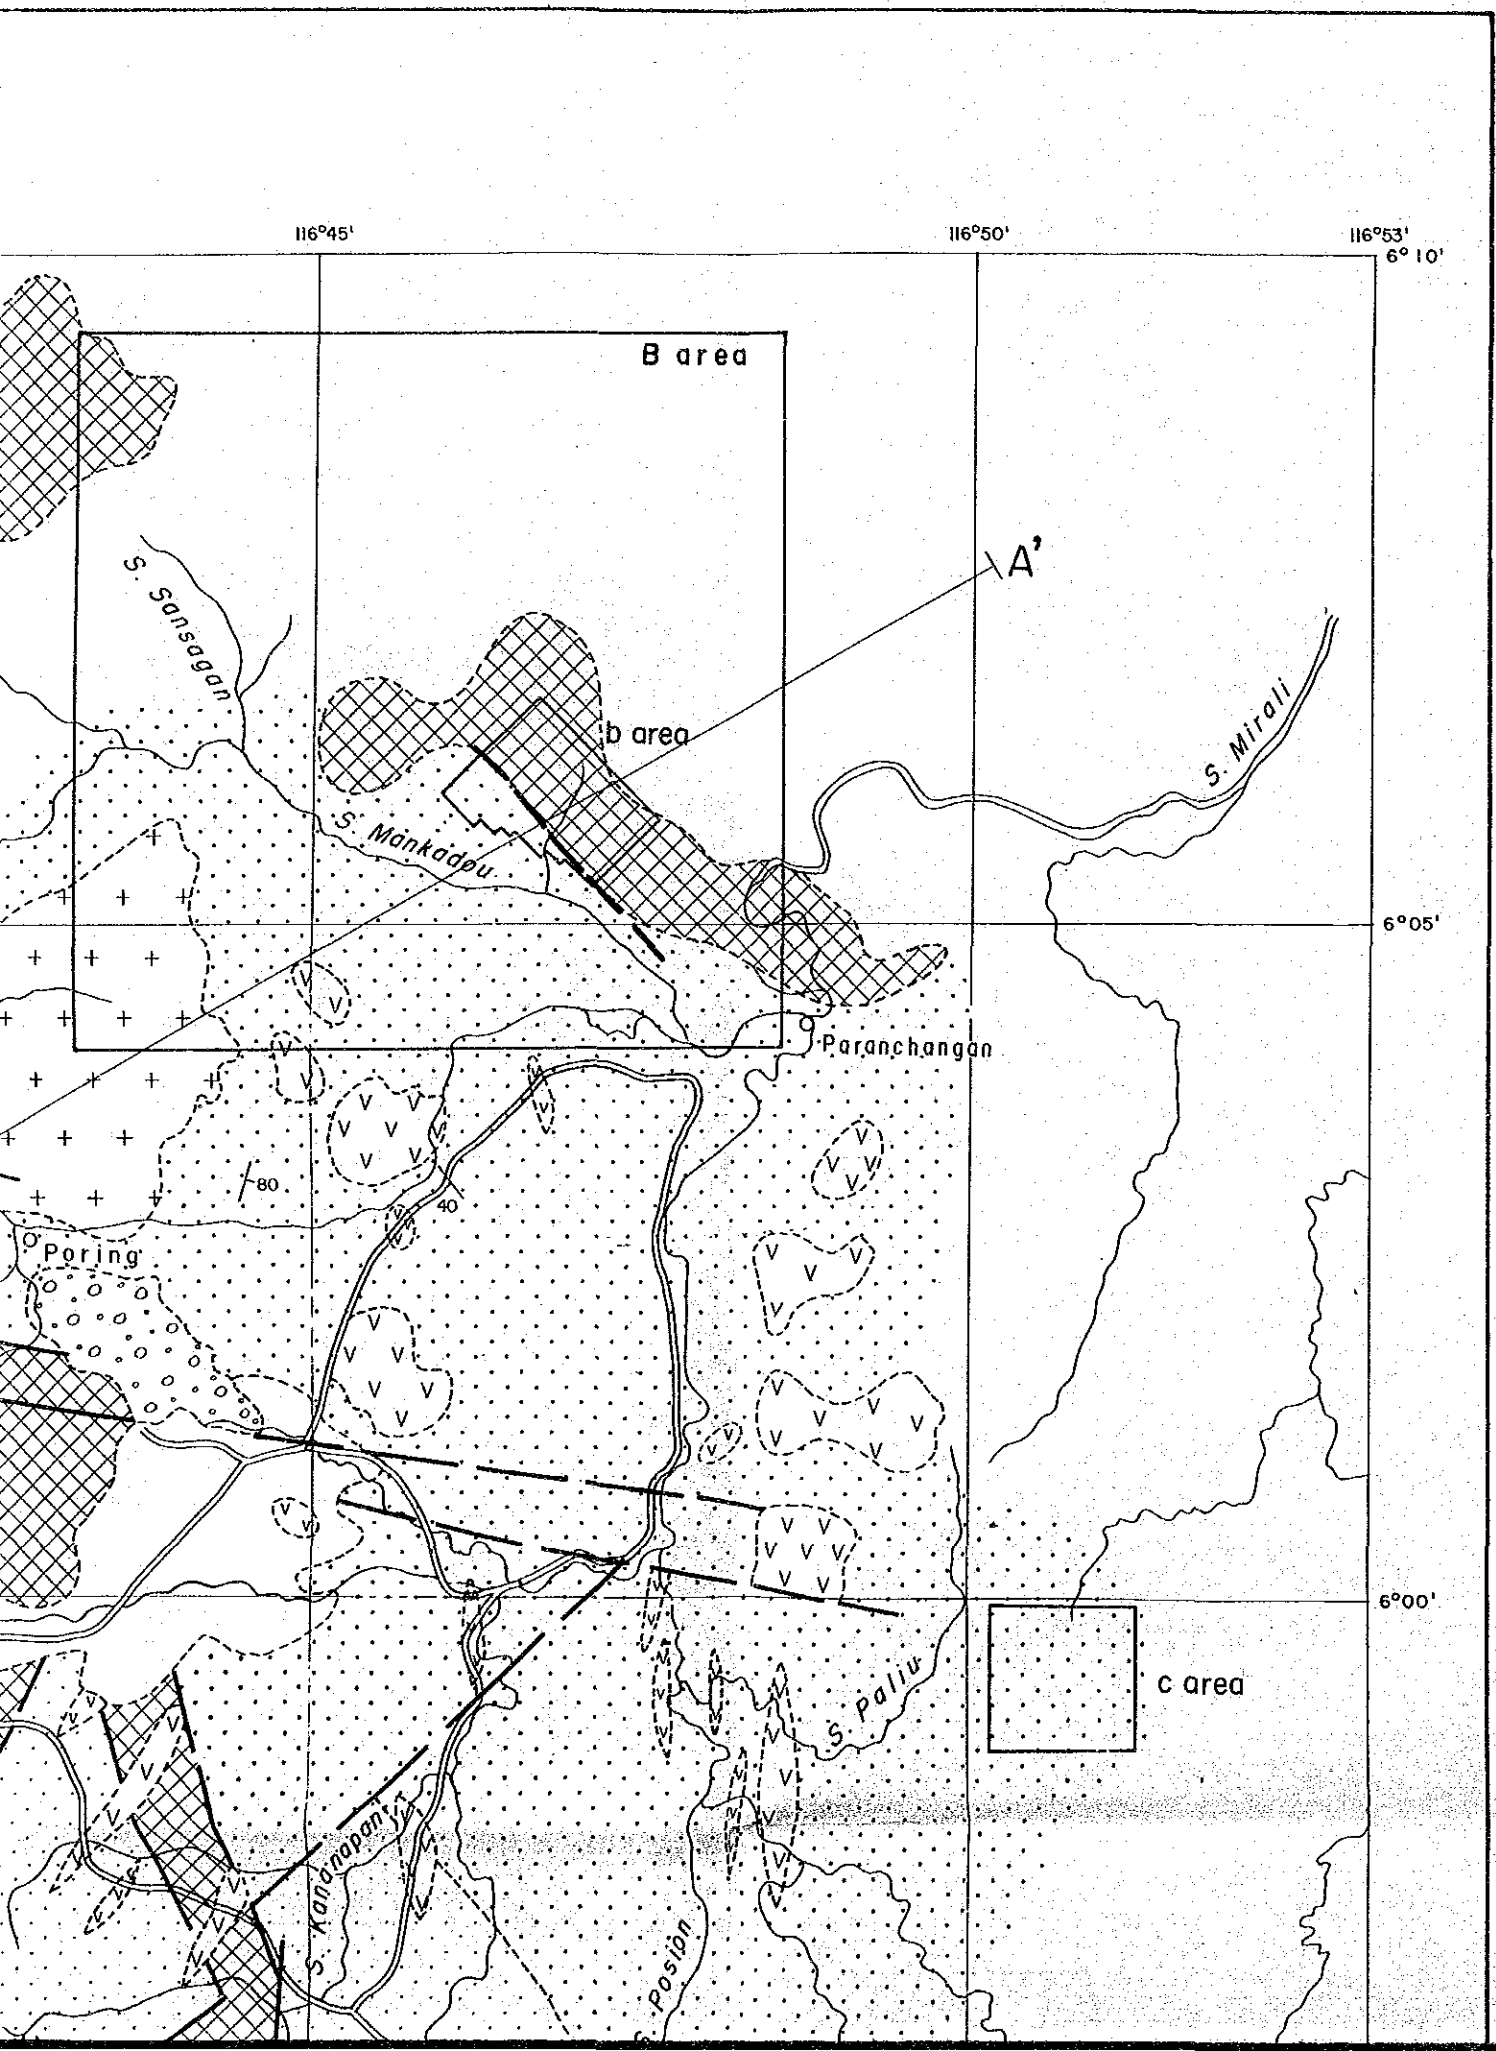 116°45'
116°50'
116°53'
6° 10'
B area
A'
S. Sansagan
b area
S. Mirali
S. Mankadou
6°05'
Paranchangan
80
40
Poring
6°00'
c area
S. Paliu
S. Kananapan
S. Posipn